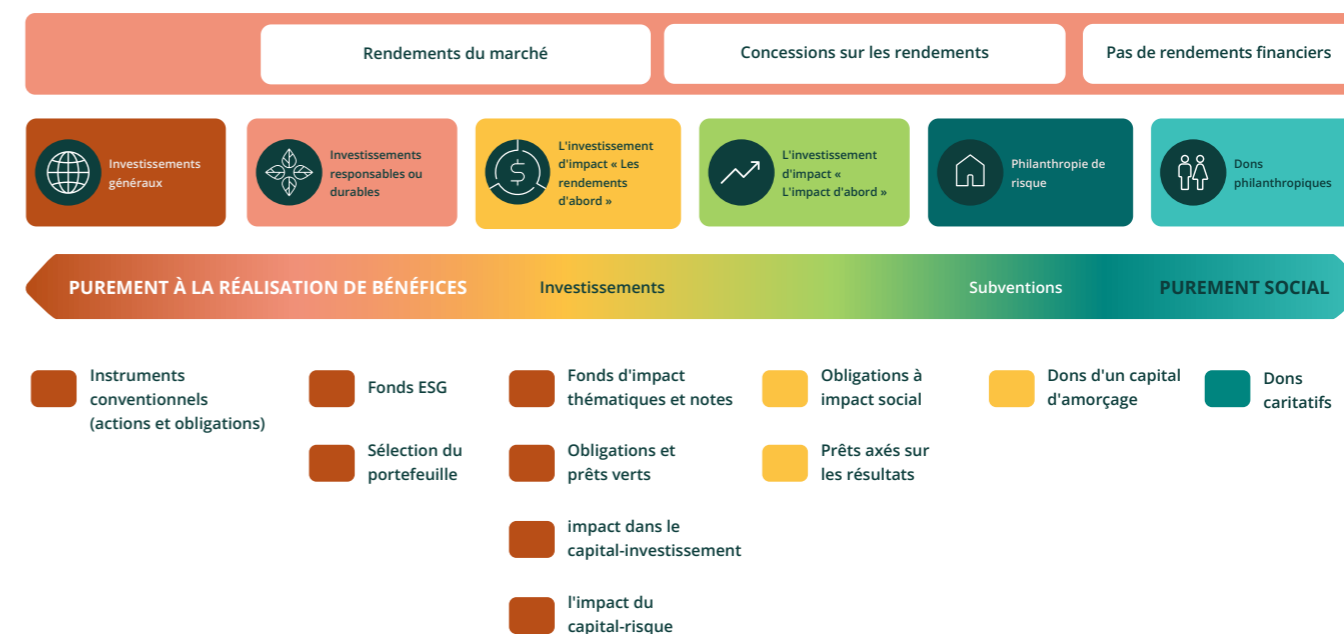 Rendements du marché
Concessions sur les rendements
Pas de rendements financiers
Investissements
généraux
Investissements
responsables ou
durables
L'investissement
d'impact « Les
rendements
d'abord »
L'investissement
d'impact «
L'impact d'abord »
Philanthropie de
risque
Dons
philanthropiques
PUREMENT À LA RÉALISATION DE BÉNÉFICES
Investissements
Subventions
PUREMENT SOCIAL
Instruments
conventionnels
(actions et obligations)
Fonds ESG
Sélection du
portefeuille
Fonds d'impact
thématiques et notes
Obligations et
prêts verts
impact dans le
capital-investissement
l'impact du
capital-risque
Obligations à
impact social
Prêts axés sur
les résultats
Dons d'un capital
d'amorçage
Dons
caritatifs